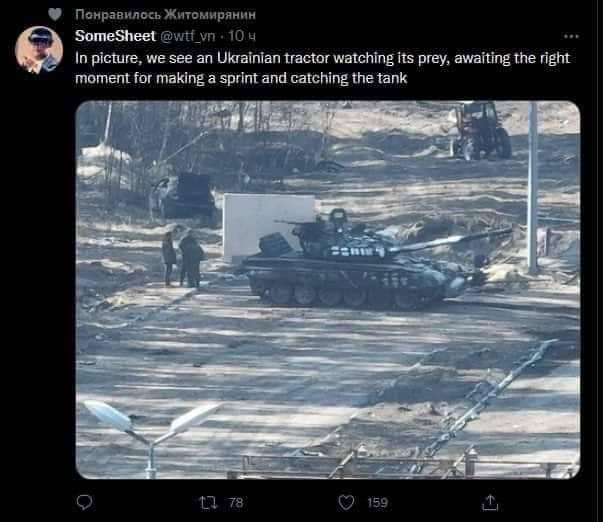 Понравилось Житомирянин
SomeSheet @wtf_vn · 10 ч
In picture, we see an Ukrainian tractor watching its prey, awaiting the right
moment for making a sprint and catching the tank
78
159